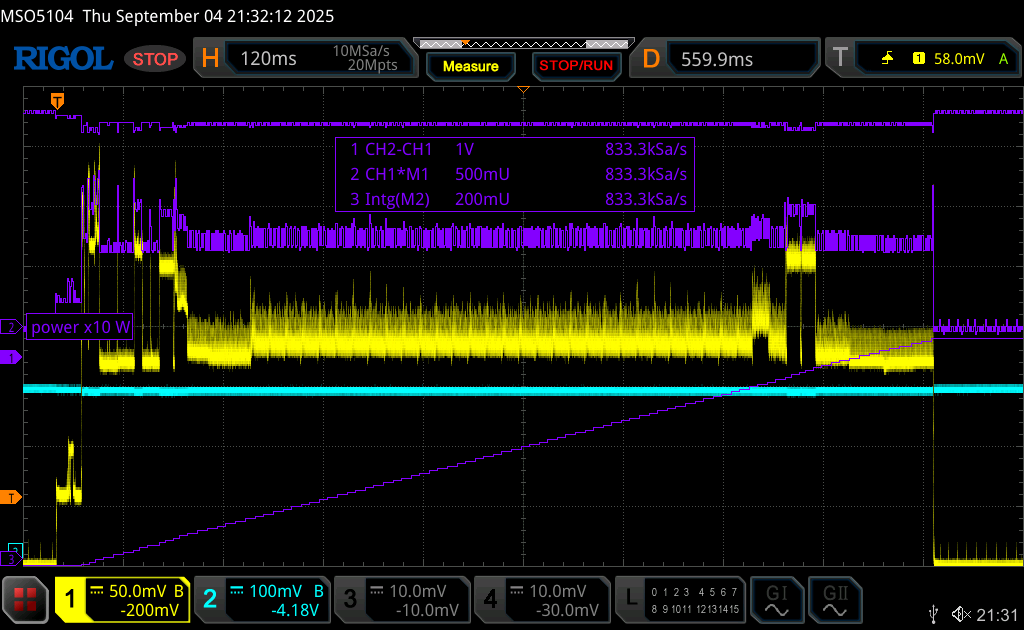 MSO5104 Thu September 04 21:32:12 2025
RIGOL STOP H 120ms 10MSa/s 20Mpts Measure STOP/RUN D 559.9ms T 1 58.0mV A
T
1 CH2-CH1 1V 833.3kSa/s
2 CH1*M1 500mU 833.3kSa/s
3 Intg(M2) 200mU 833.3kSa/s
2 power x10 W
1
T
3
1 50.0mV B -200mV 2 100mV B -4.18V 3 10.0mV -10.0mV 4 10.0mV -30.0mV L 0 1 2 3 4 5 6 7 GI GII
8 9 10 11 12 13 14 15
21:31